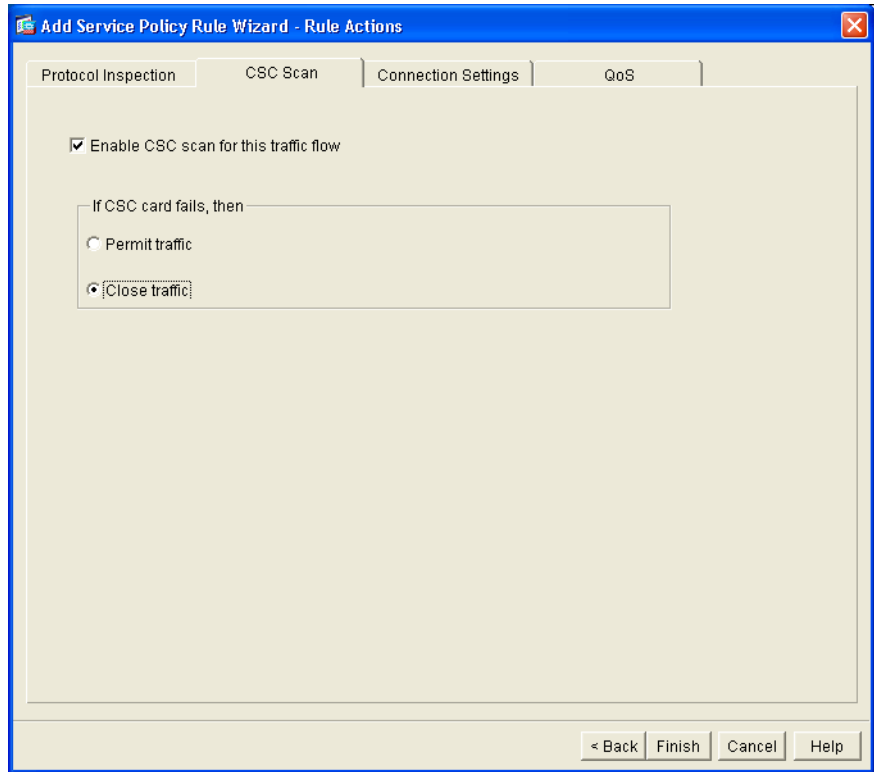 Add Service Policy Rule Wizard - Rule Actions
Protocol Inspection CSC Scan Connection Settings QoS
Enable CSC scan for this traffic flow
If CSC card fails, then
Permit traffic
Close traffic
< Back Finish Cancel Help